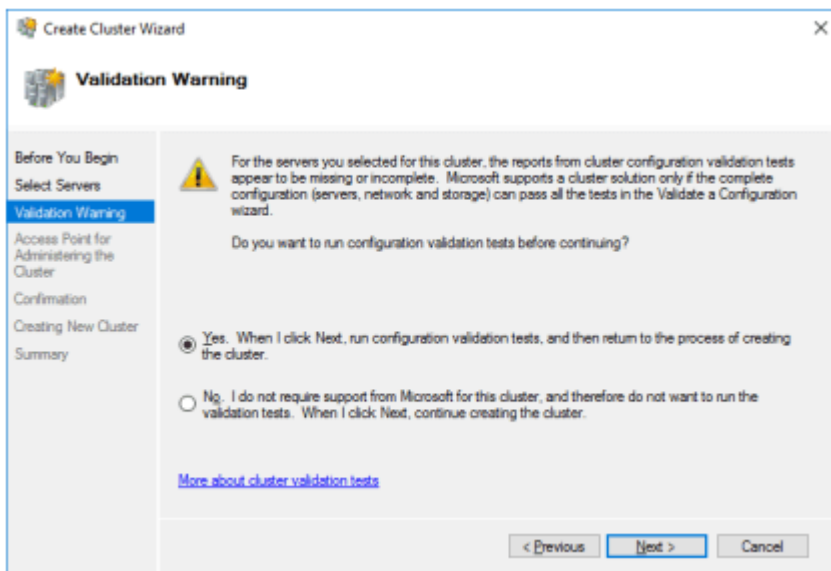 Create Cluster Wizard
Validation Warning
Before You Begin
Select Servers
Validation Warning
Access Point for
Administering the
Cluster
Confirmation
Creating New Cluster
Summary
For the servers you selected for this cluster, the reports from cluster configuration validation tests
appear to be missing or incomplete. Microsoft supports a cluster solution only if the complete
configuration (servers, network and storage) can pass all the tests in the Validate a Configuration
wizard.
Do you want to run configuration validation tests before continuing?
Yes. When I click Next, run configuration validation tests, and then return to the process of creating
the cluster.
No. I do not require support from Microsoft for this cluster, and therefore do not want to run the
validation tests. When I click Next, continue creating the cluster.
More about cluster validation tests
< Previous
Next >
Cancel